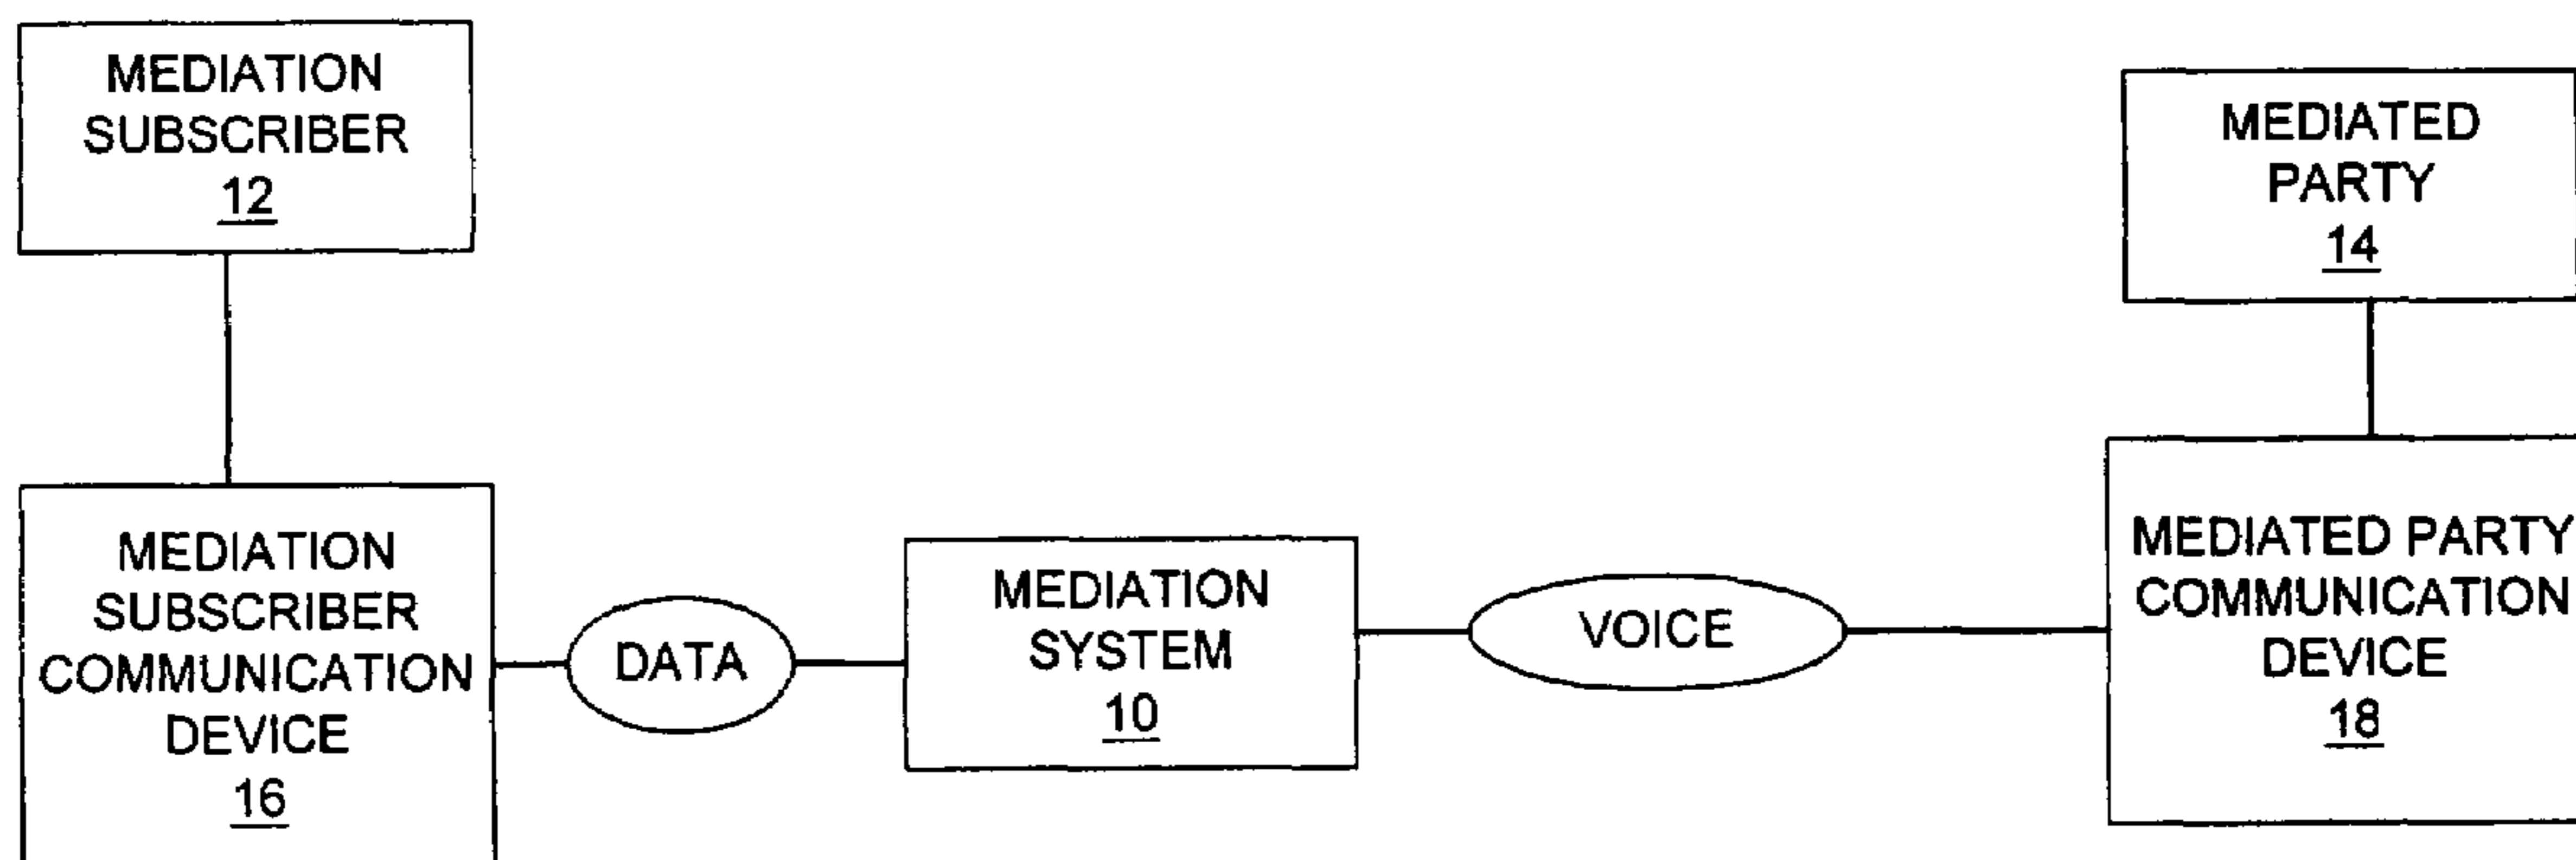 MEDIATION
SUBSCRIBER
12
MEDIATED
PARTY
14
MEDIATION
SUBSCRIBER
COMMUNICATION
DEVICE
16
DATA
MEDIATION
SYSTEM
10
VOICE
MEDIATED PARTY
COMMUNICATION
DEVICE
18